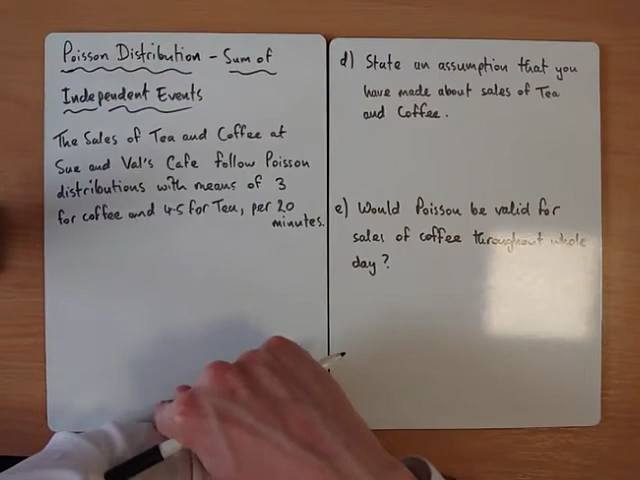 Poisson Distribution - Sum of
Independent Events
The Sales of Tea and Coffee at
Sue and Val's Cafe follow Poisson
distributions with means of 3
for coffee and 4.5 for Tea, per 20
minutes.
d) State an assumption that you
have made about sales of Tea
and Coffee.
e) Would Poisson be valid for
sales of coffee throughout whole
day?